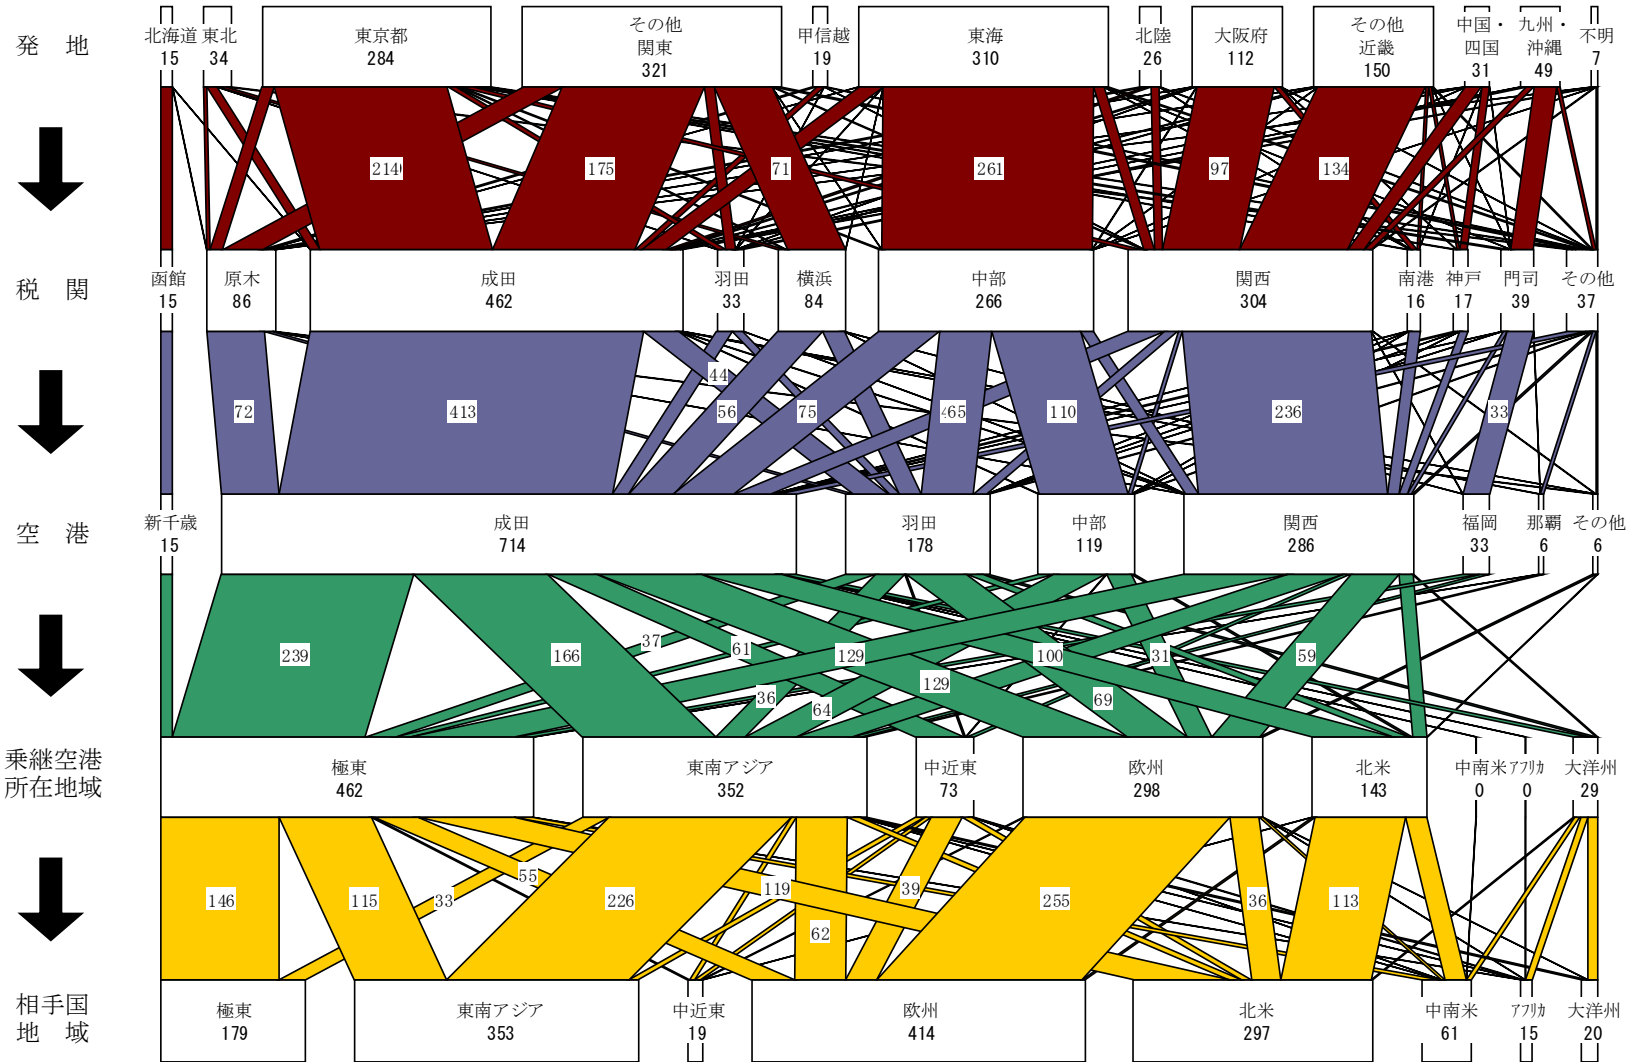 発 地
北海道
15
東北
34
東京都
284
その他
関東
321
甲信越
19
東海
310
北陸
26
大阪府
112
その他
近畿
150
中国・
四国
31
九州・
沖縄
49
不明
7
214
175
71
261
97
134
税 関
函館
15
原木
86
成田
462
羽田
33
横浜
84
中部
266
関西
304
南港
16
神戸
17
門司
39
その他
37
44
72
413
56
75
65
110
236
33
空 港
新千歳
15
成田
714
羽田
178
中部
119
関西
286
福岡
33
那覇
6
その他
6
239
166
37
61
129
100
31
59
36
64
129
69
乗継空港
所在地域
極東
462
東南アジア
352
中近東
73
欧州
298
北米
143
中南米
0
アフリカ
0
大洋州
29
146
115
33
55
226
119
62
39
255
36
113
相手国
地 域
極東
179
東南アジア
353
中近東
19
欧州
414
北米
297
中南米
61
アフリカ
15
大洋州
20